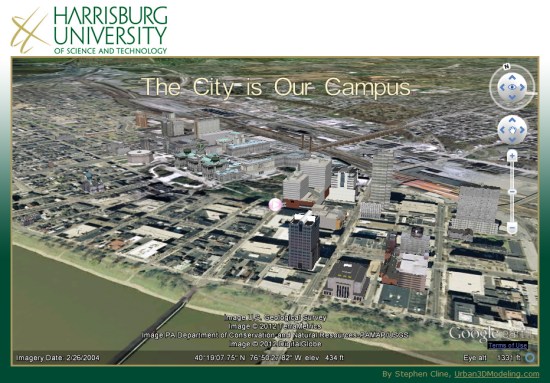 HARRISBURG
UNIVERSITY
OF SCIENCE AND TECHNOLOGY
The City is Our Campus
N
Image U.S. Geological Survey
Image © 2012 TerraMetrics
Image PA Department of Conservation and Natural Resources-PAMAP/USGS
Image © 2012 DigitalGlobe
Google earth
Terms of Use
Imagery Date: 2/26/2004
40°19'07.75" N 76°50'27.82" W elev 434 ft
Eye alt
By Stephen Cline, Urban3DModeling.com